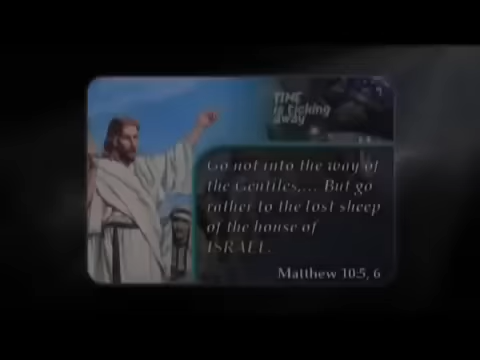 TIME
is ticking
away
Go not into the way of
the Gentiles,... But go
rather to the lost sheep
of the house of
ISRAEL.
Matthew 10:5, 6